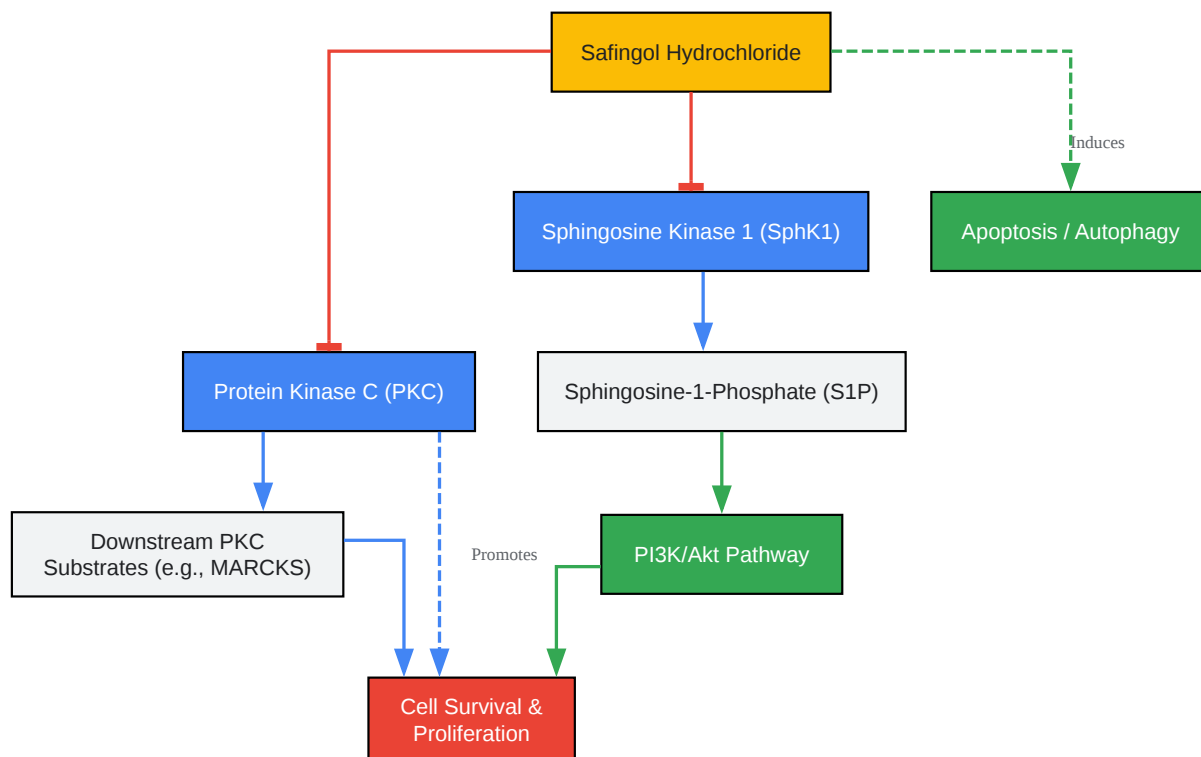 Safingol Hydrochloride
Induces
Sphingosine Kinase 1 (SphK1)
Apoptosis / Autophagy
Protein Kinase C (PKC)
Sphingosine-1-Phosphate (S1P)
Downstream PKC
Substrates (e.g., MARCKS)
Promotes
PI3K/Akt Pathway
Cell Survival &
Proliferation